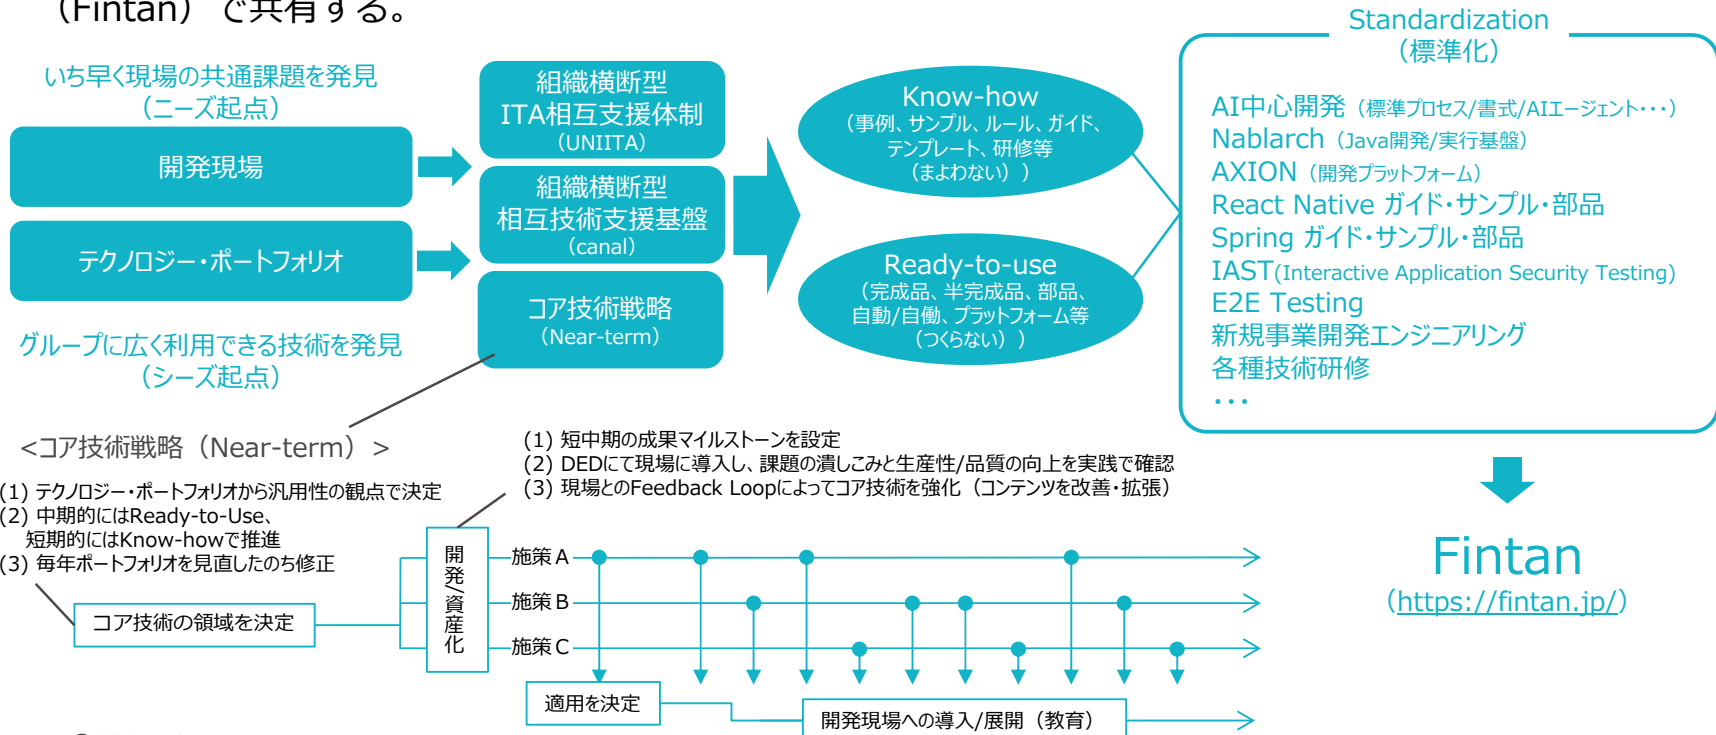 （Fintan）で共有する。
いち早く現場の共通課題を発見
（ニーズ起点）
開発現場
テクノロジー・ポートフォリオ
グループに広く利用できる技術を発見
（シーズ起点）
組織横断型
ITA相互支援体制
（UNIITA）
組織横断型
相互技術支援基盤
（canal）
コア技術戦略
（Near-term）
Know-how
（事例、サンプル、ルール、ガイド、
テンプレート、研修等
（まよわない））
Ready-to-use
（完成品、半完成品、部品、
自動/自働、プラットフォーム等
（つくらない））
Standardization
（標準化）
AI中心開発（標準プロセス/書式/AIエージェント・・・）
Nablarch（Java開発/実行基盤）
AXION（開発プラットフォーム）
React Native ガイド・サンプル・部品
Spring ガイド・サンプル・部品
IAST(Interactive Application Security Testing)
E2E Testing
新規事業開発エンジニアリング
各種技術研修
・・・
Fintan
（https://fintan.jp/）
<コア技術戦略（Near-term）>
(1) テクノロジー・ポートフォリオから汎用性の観点で決定
(2) 中期的にはReady-to-Use、
短期的にはKnow-howで推進
(3) 毎年ポートフォリオを見直したのち修正
コア技術の領域を決定
(1) 短中期の成果マイルストーンを設定
(2) DEDにて現場に導入し、課題の潰しこみと生産性/品質の向上を実践で確認
(3) 現場とのFeedback Loopによってコア技術を強化（コンテンツを改善・拡張）
開発/資産化
施策A
施策B
施策C
適用を決定
開発現場への導入/展開（教育）